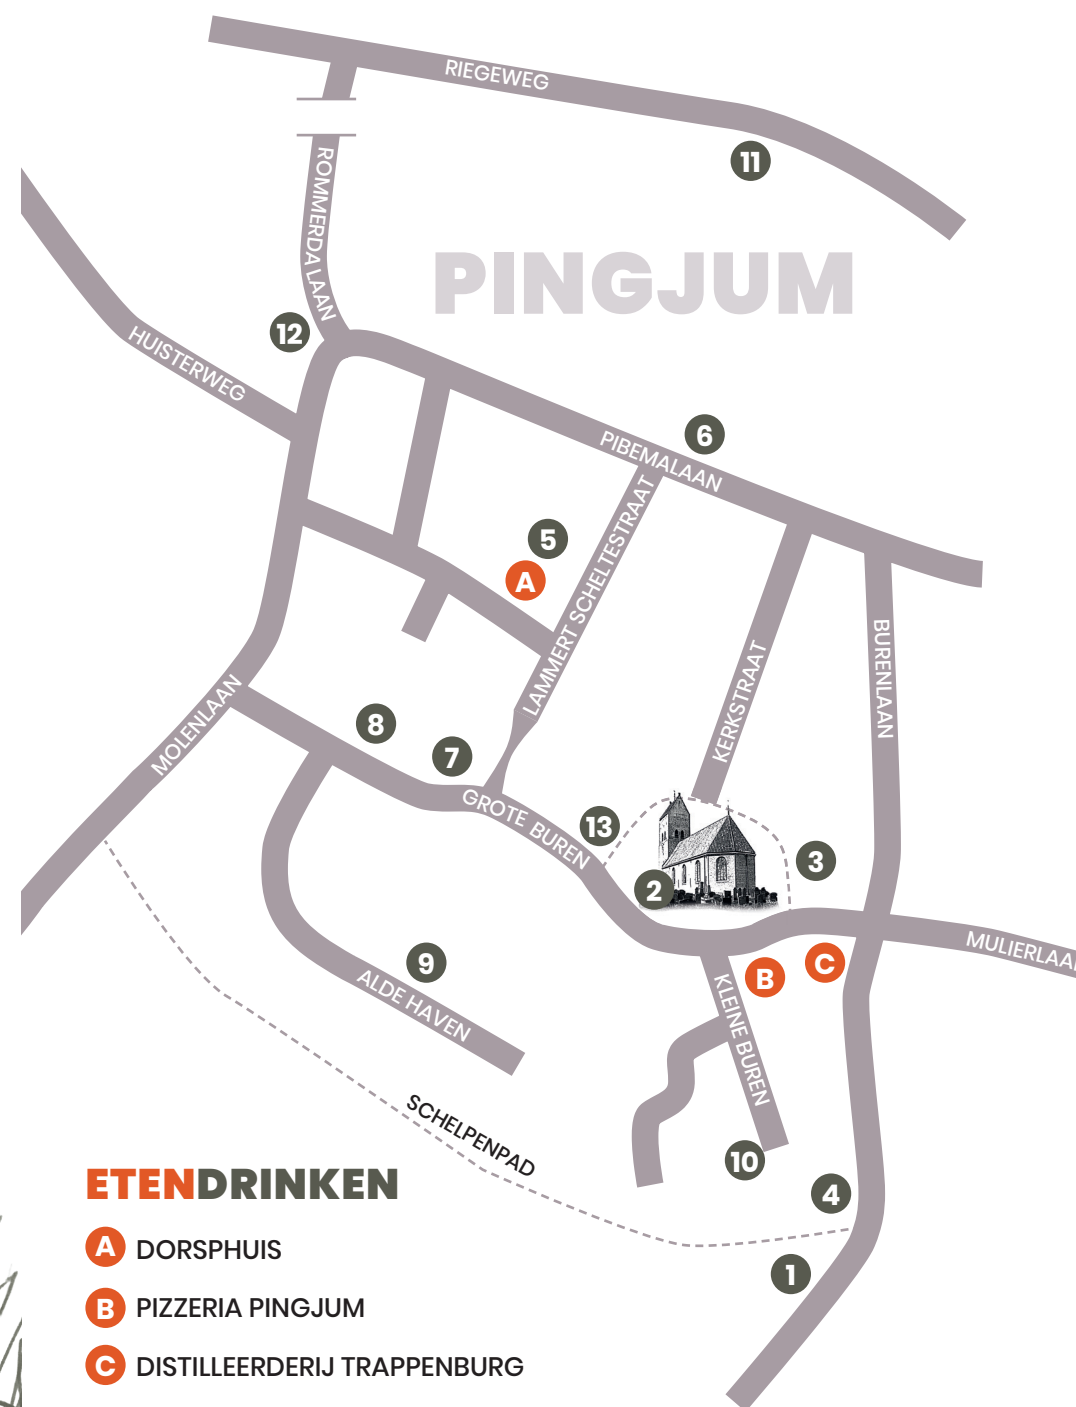 RIEGEWEG
11
ROMMERDA LAAN
PINGJUM
12
HUISTERWEG
6
PIBEMALAAN
5
A
LAMMERT SCHELTESTRAAT
KERKSTRAAT
BURENLAAN
MOLENLAAN
8
7
GROTE BUREN
13
3
2
MULIERLAAN
9
B
C
ALDE HAVEN
KLEINE BUREN
SCHELPENPAD
10
4
1
ETENDRINKEN
A DORSPHUIS
B PIZZERIA PINGJUM
C DISTILLEERDERIJ TRAPPENBURG